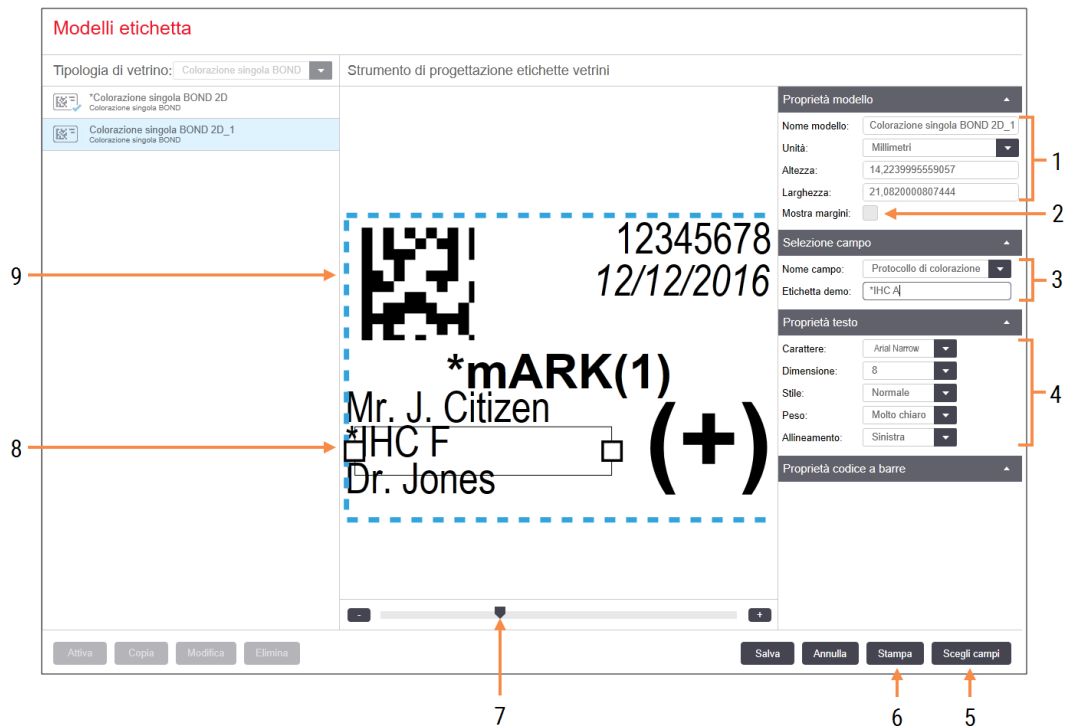 Modelli etichetta
Tipologia di vetrino: Colorazione singola BOND
Strumento di progettazione etichette vetrini
*Colorazione singola BOND 2D
Colorazione singola BOND
Colorazione singola BOND 2D_1
Colorazione singola BOND
12345678
12/12/2016
*mARK(1)
Mr. J. Citizen
*IHC F
(+)
Dr. Jones
Proprietà modello
Nome modello: Colorazione singola BOND 2D_1
Unità: Millimetri
Altezza: 14,2239995559057
Larghezza: 21,0820000807444
Mostra margini:
Selezione campo
Nome campo: Protocollo di colorazione
Etichetta demo: *IHC A
Proprietà testo
Carattere: Arial Narrow
Dimensione: 8
Stile: Normale
Peso: Molto chiaro
Allineamento: Sinistra
Proprietà codice a barre
- +
Attiva Copia Modifica Elimina
Salva Annulla Stampa Scegli campi
1
2
3
4
5
6
7
8
9